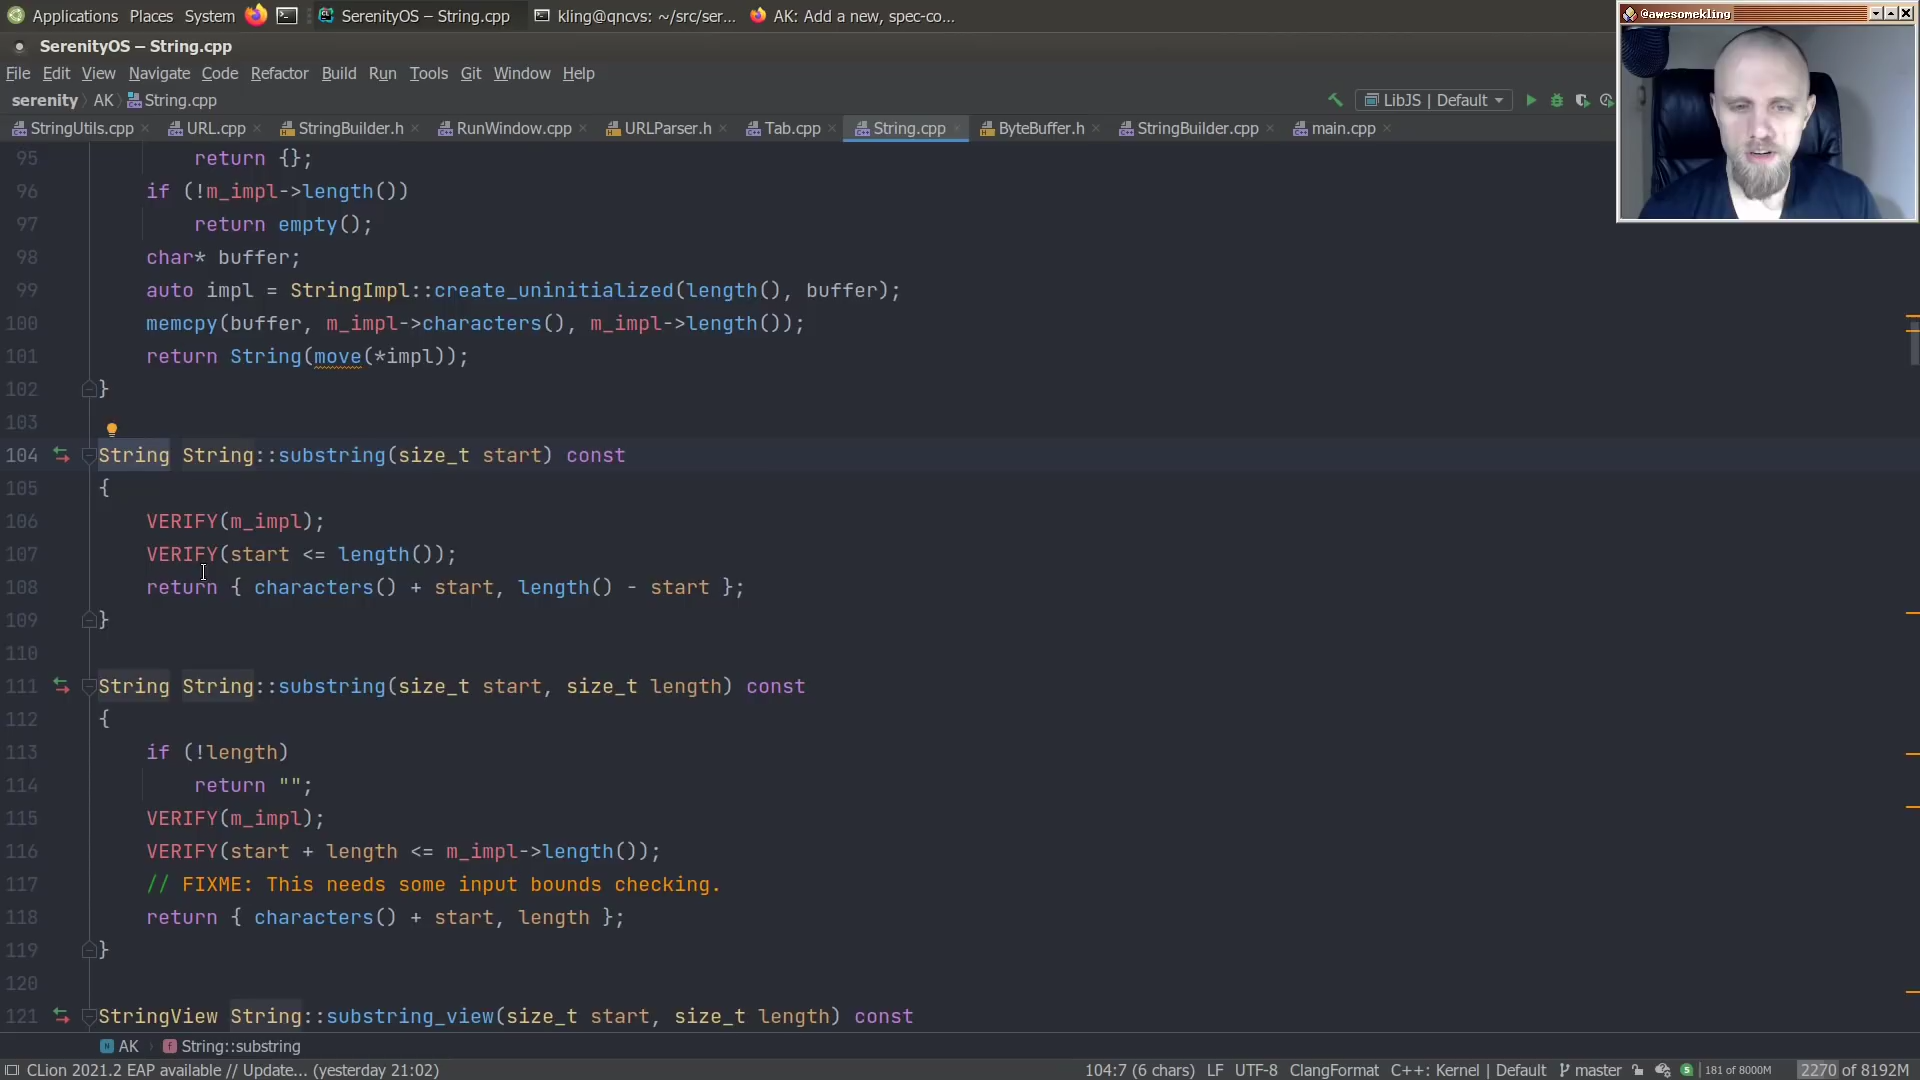 Applications Places System SerenityOS – String.cpp kling@qncvs: ~/src/ser... AK: Add a new, spec-co...
@awesomekling
SerenityOS – String.cpp
File Edit View Navigate Code Refactor Build Run Tools Git Window Help
serenity AK String.cpp LibJS | Default
StringUtils.cpp URL.cpp StringBuilder.h RunWindow.cpp URLParser.h Tab.cpp String.cpp ByteBuffer.h StringBuilder.cpp main.cpp
95 return {};
96 if (!m_impl->length())
97 return empty();
98 char* buffer;
99 auto impl = StringImpl::create_uninitialized(length(), buffer);
100 memcpy(buffer, m_impl->characters(), m_impl->length());
101 return String(move(*impl));
102 }
103
104 String String::substring(size_t start) const
105 {
106 VERIFY(m_impl);
107 VERIFY(start <= length());
108 return { characters() + start, length() - start };
109 }
110
111 String String::substring(size_t start, size_t length) const
112 {
113 if (!length)
114 return "";
115 VERIFY(m_impl);
116 VERIFY(start + length <= m_impl->length());
117 // FIXME: This needs some input bounds checking.
118 return { characters() + start, length };
119 }
120
121 StringView String::substring_view(size_t start, size_t length) const
AK String::substring
CLion 2021.2 EAP available // Update... (yesterday 21:02) 104:7 (6 chars) LF UTF-8 ClangFormat C++: Kernel | Default master 181 of 8000M 2270 of 8192M